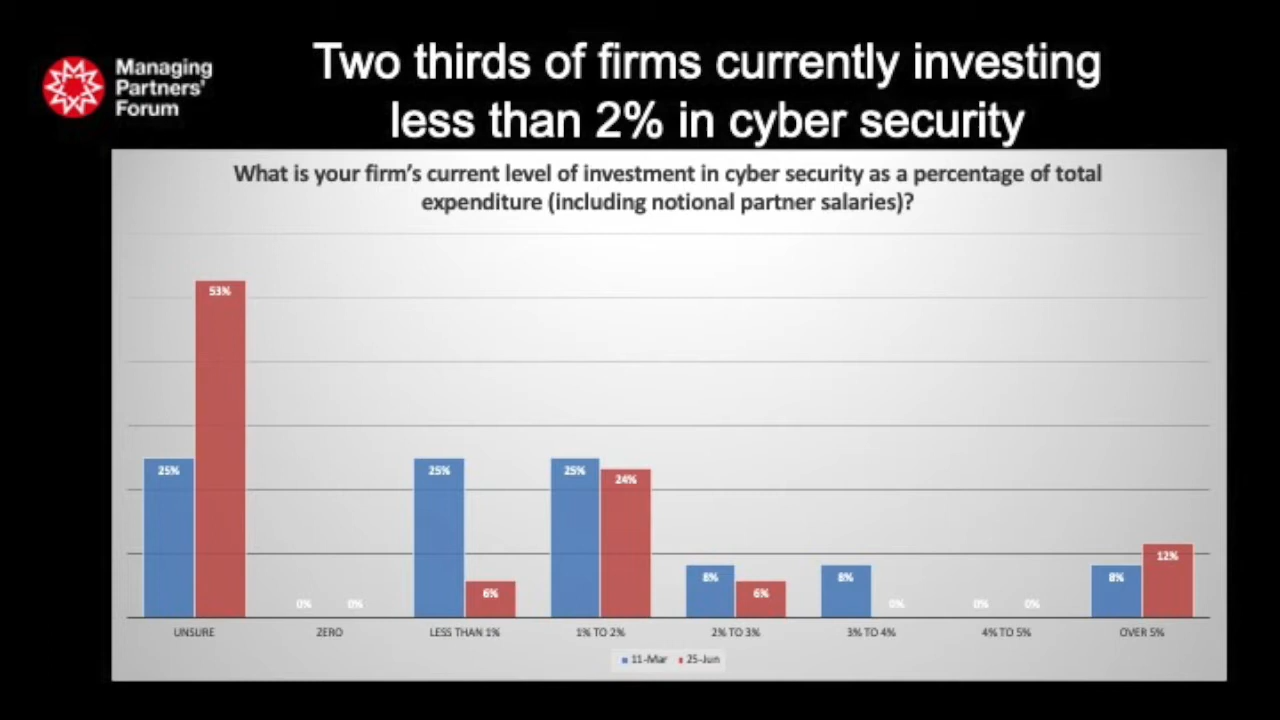 Managing
Partners'
Forum
Two thirds of firms currently investing
less than 2% in cyber security
What is your firm's current level of investment in cyber security as a percentage of total
expenditure (including notional partner salaries)?
53%
25%
25%
25%
24%
12%
8%
6%
8%
6%
8%
0%
0%
0%
0%
0%
UNSURE
ZERO
LESS THAN 1%
1% TO 2%
2% TO 3%
3% TO 4%
4% TO 5%
OVER 5%
11-Mar
25-Jun